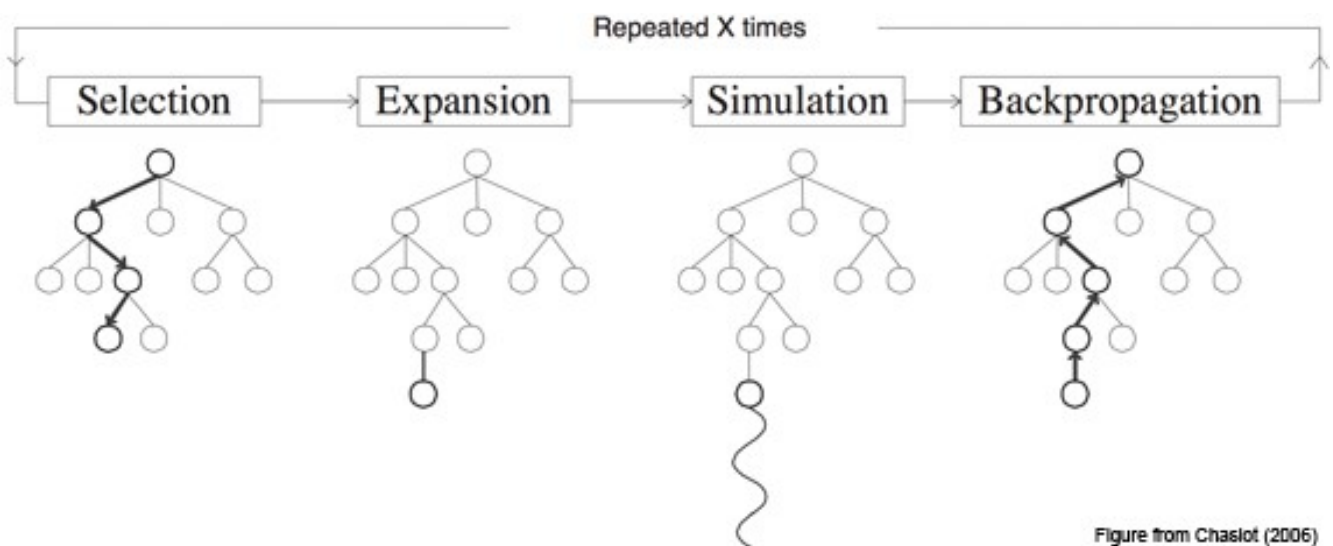 Repeated X times
Selection
Expansion
Simulation
Backpropagation
Figure from Chaslot (2006)